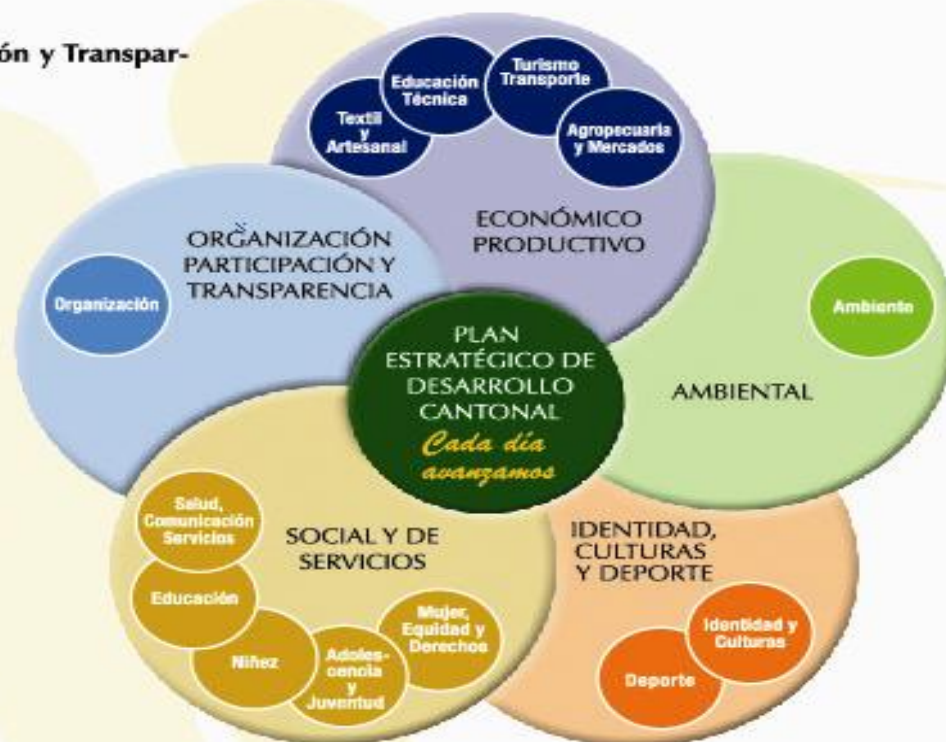 ón y Transpar-
Textil
y
Artesanal
Educación
Técnica
Turismo
Transporte
Agropecuaria
y Mercados
ECONÓMICO
PRODUCTIVO
ORGANIZACIÓN
PARTICIPACIÓN Y
TRANSPARENCIA
Organización
Ambiente
AMBIENTAL
PLAN
ESTRATÉGICO DE
DESARROLLO
CANTONAL
Cada día
avanzamos
Salud,
Comunicación
Servicios
Educación
Niñez
Adoles-
cencia
y
Juventud
Mujer,
Equidad y
Derechos
SOCIAL Y DE
SERVICIOS
IDENTIDAD,
CULTURAS
Y DEPORTE
Identidad y
Culturas
Deporte